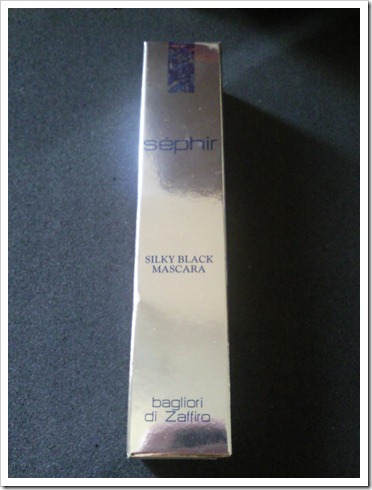 séphir
SILKY BLACK
MASCARA
bagliori
di Zaffiro